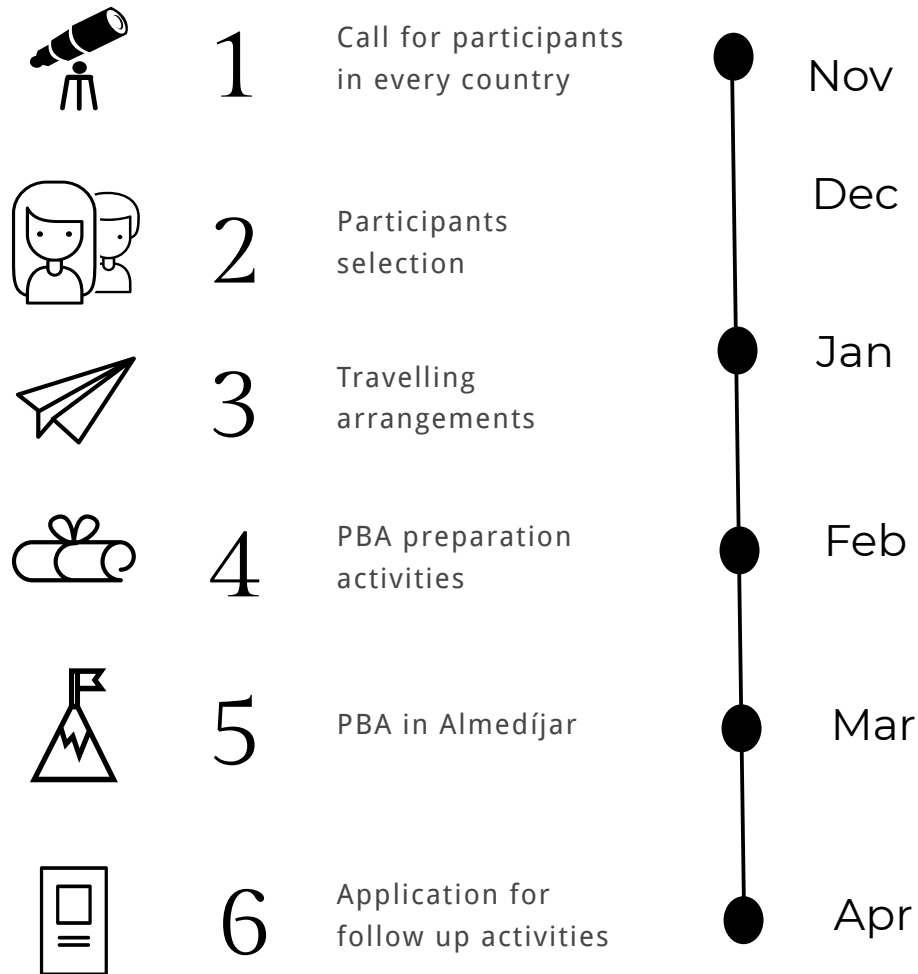 1
Call for participants
in every country
Nov
Dec
2
Participants
selection
Jan
3
Travelling
arrangements
4
PBA preparation
activities
Feb
5
PBA in Almedíjar
Mar
6
Application for
follow up activities
Apr